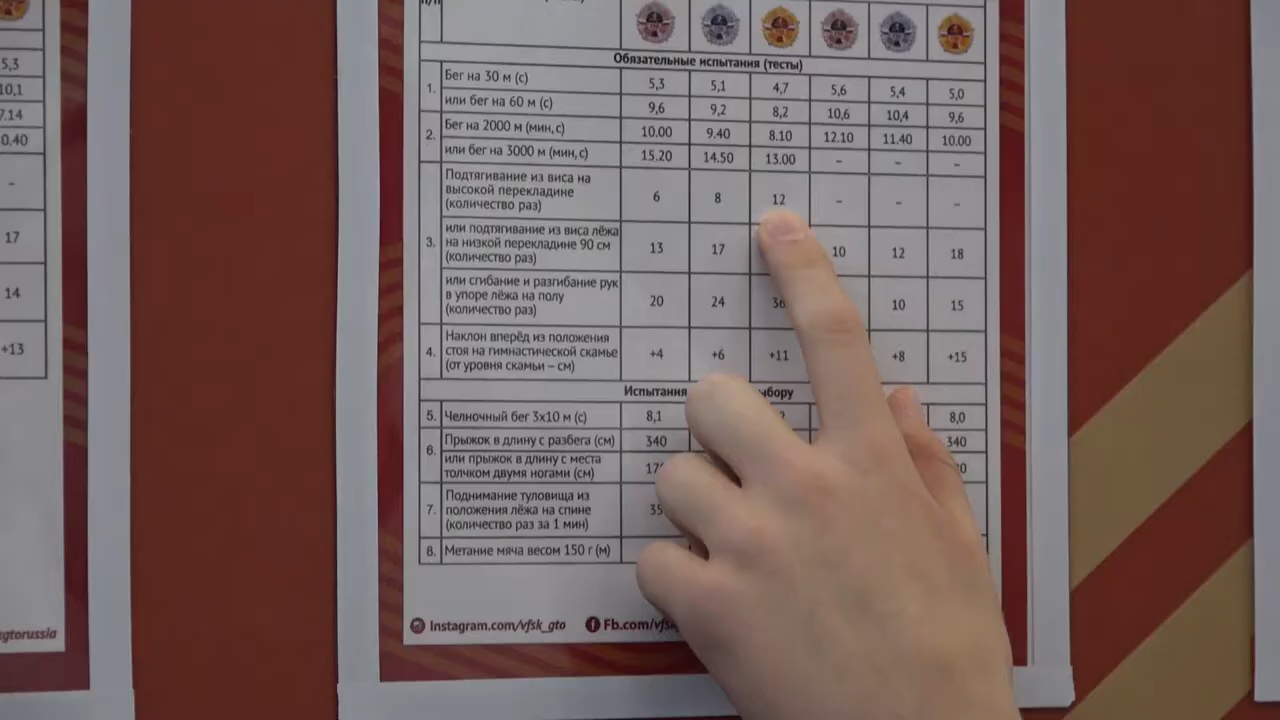 5,3
10,1
7.14
0.40
-
17
14
+13
gtorussia
п/п
Обязательные испытания (тесты)
1. Бег на 30 м (с) 5,3 5,1 4,7 5,6 5,4 5,0
или бег на 60 м (с) 9,6 9,2 8,2 10,6 10,4 9,6
2. Бег на 2000 м (мин, с) 10.00 9.40 8.10 12.10 11.40 10.00
или бег на 3000 м (мин, с) 15.20 14.50 13.00 – – –
3. Подтягивание из виса на
высокой перекладине
(количество раз) 6 8 12 – – –
или подтягивание из виса лёжа
на низкой перекладине 90 см
(количество раз) 13 17 10 12 18
или сгибание и разгибание рук
в упоре лёжа на полу
(количество раз) 20 24 36 10 15
4. Наклон вперёд из положения
стоя на гимнастической скамье
(от уровня скамьи – см) +4 +6 +11 +8 +15
Испытания ыбору
5. Челночный бег 3х10 м (с) 8,1 8,0
6. Прыжок в длину с разбега (см) 340 340
или прыжок в длину с места
толчком двумя ногами (см)
7. Поднимание туловища из
положения лёжа на спине
(количество раз за 1 мин) 35
8. Метание мяча весом 150 г (м)
Instagram.com/vfsk_gto Fb.com/vfsk